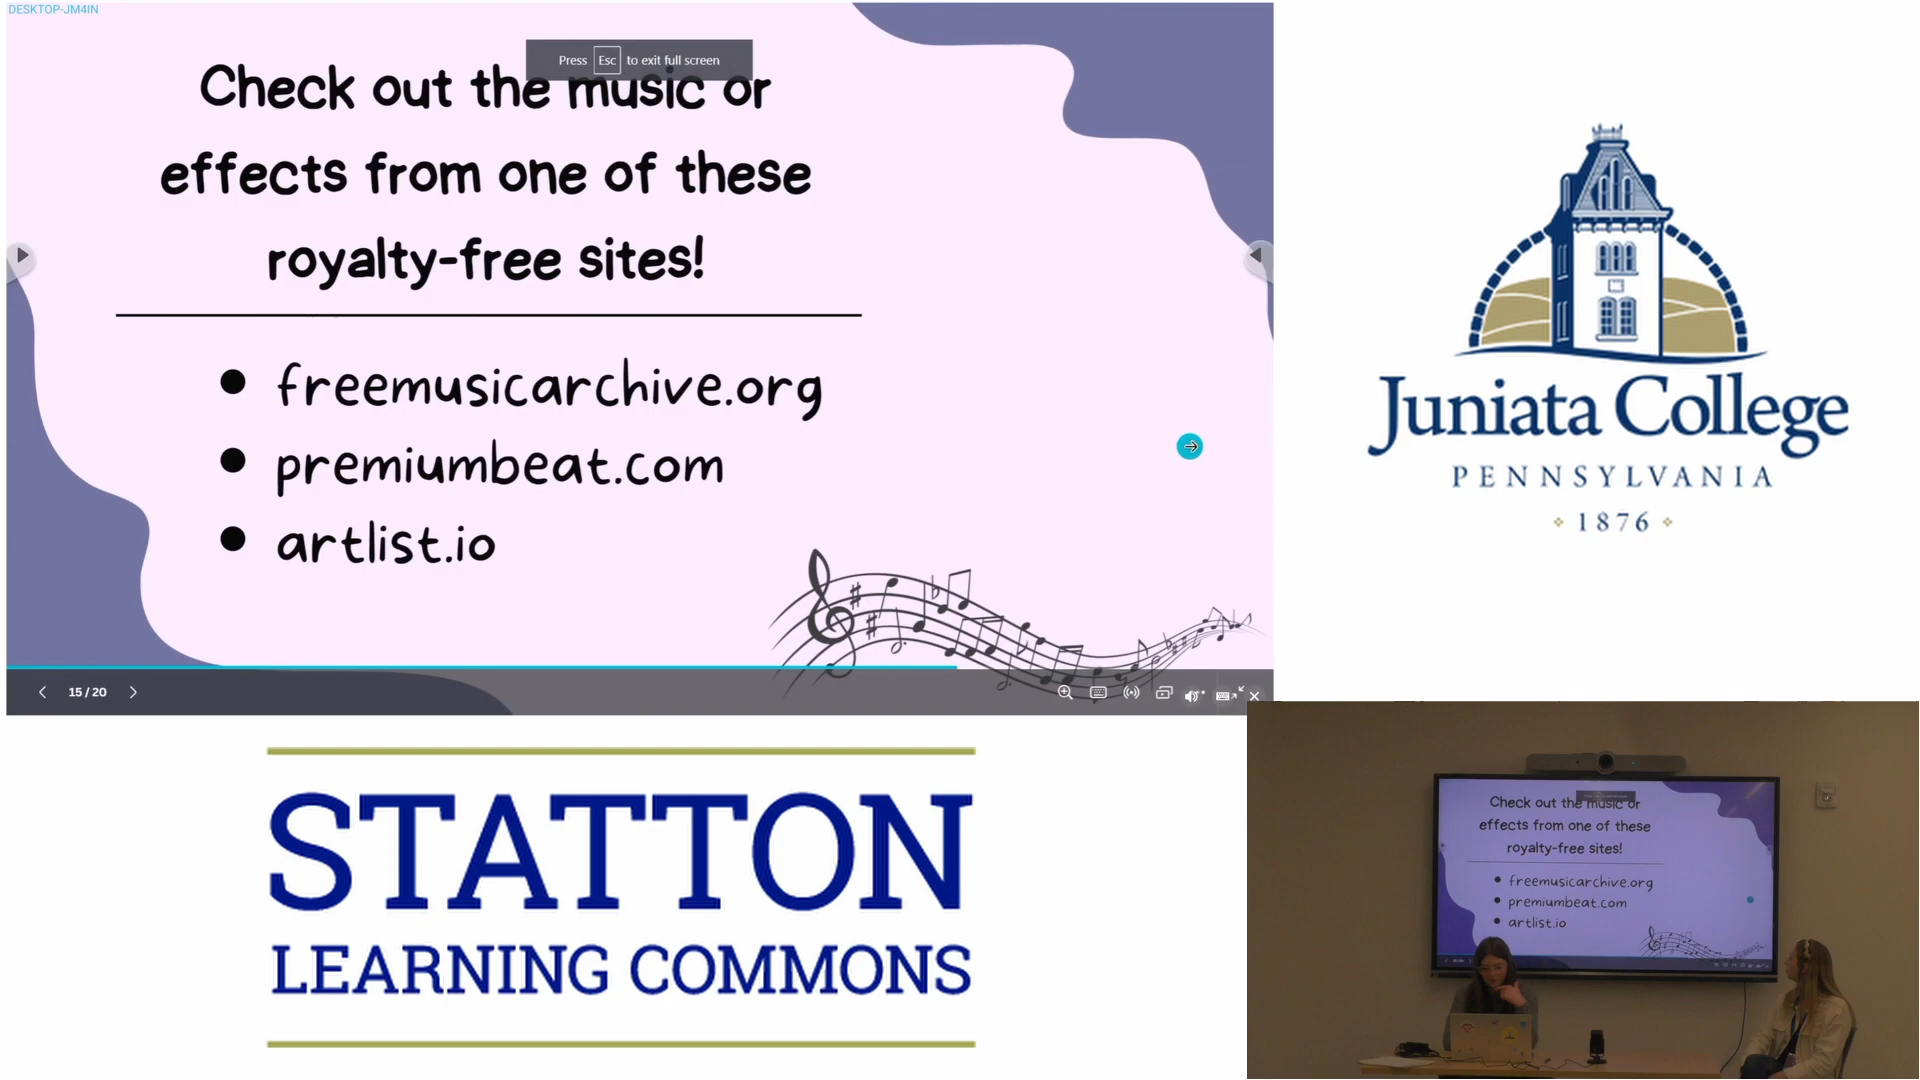 DESKTOP-JM4IN
Press Esc to exit full screen
Check out the music or
effects from one of these
royalty-free sites!
freemusicarchive.org
premiumbeat.com
artlist.io
15 / 20
Juniata College
PENNSYLVANIA
1876
STATTON
LEARNING COMMONS
Check out the music or
effects from one of these
royalty-free sites!
freemusicarchive.org
premiumbeat.com
artlist.io